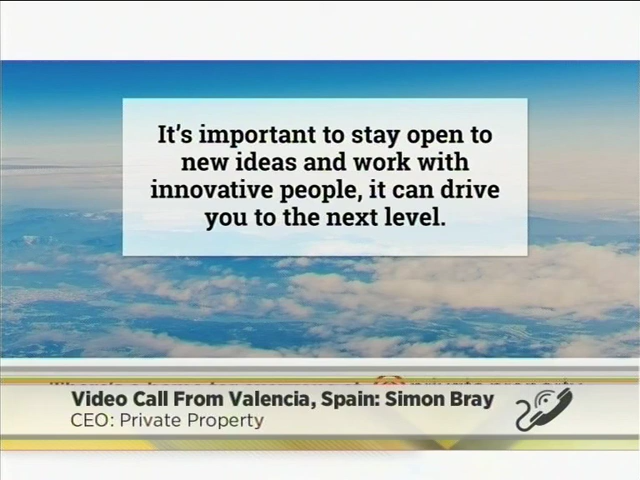 It's important to stay open to
new ideas and work with
innovative people, it can drive
you to the next level.
Video Call From Valencia, Spain: Simon Bray
CEO: Private Property